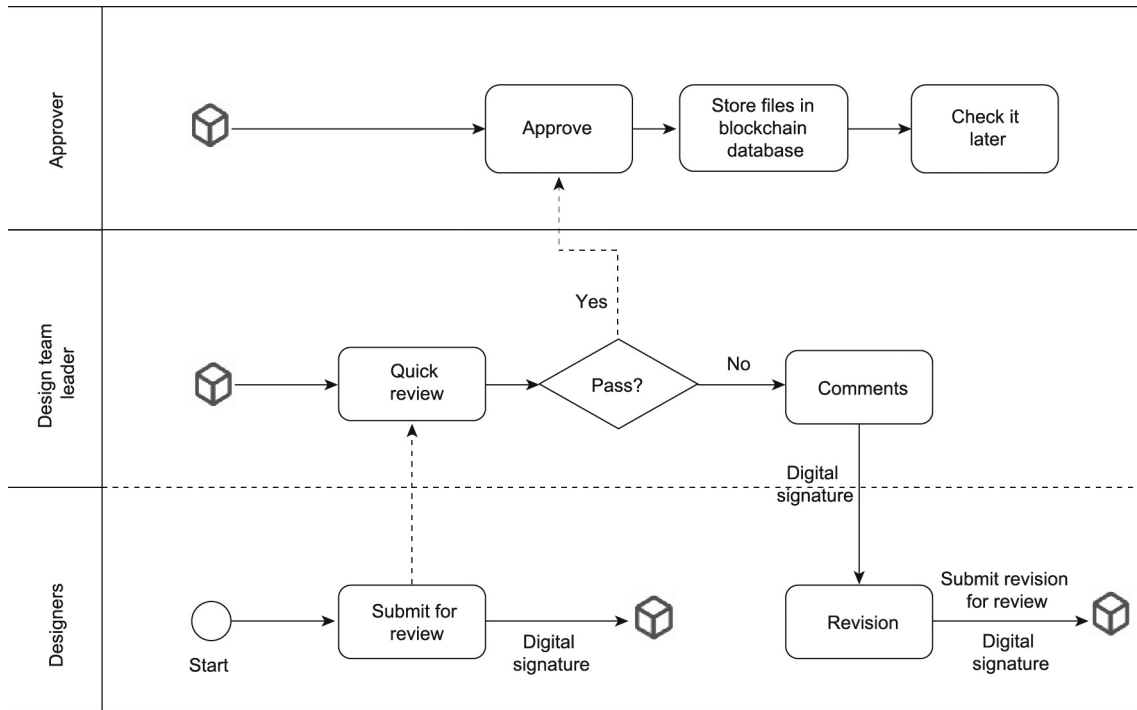 Approver
Approve
Store files in
blockchain
database
Check it
later
Design team
leader
Quick
review
Pass?
Yes
No
Comments
Digital
signature
Designers
Start
Submit for
review
Digital
signature
Revision
Submit revision
for review
Digital
signature